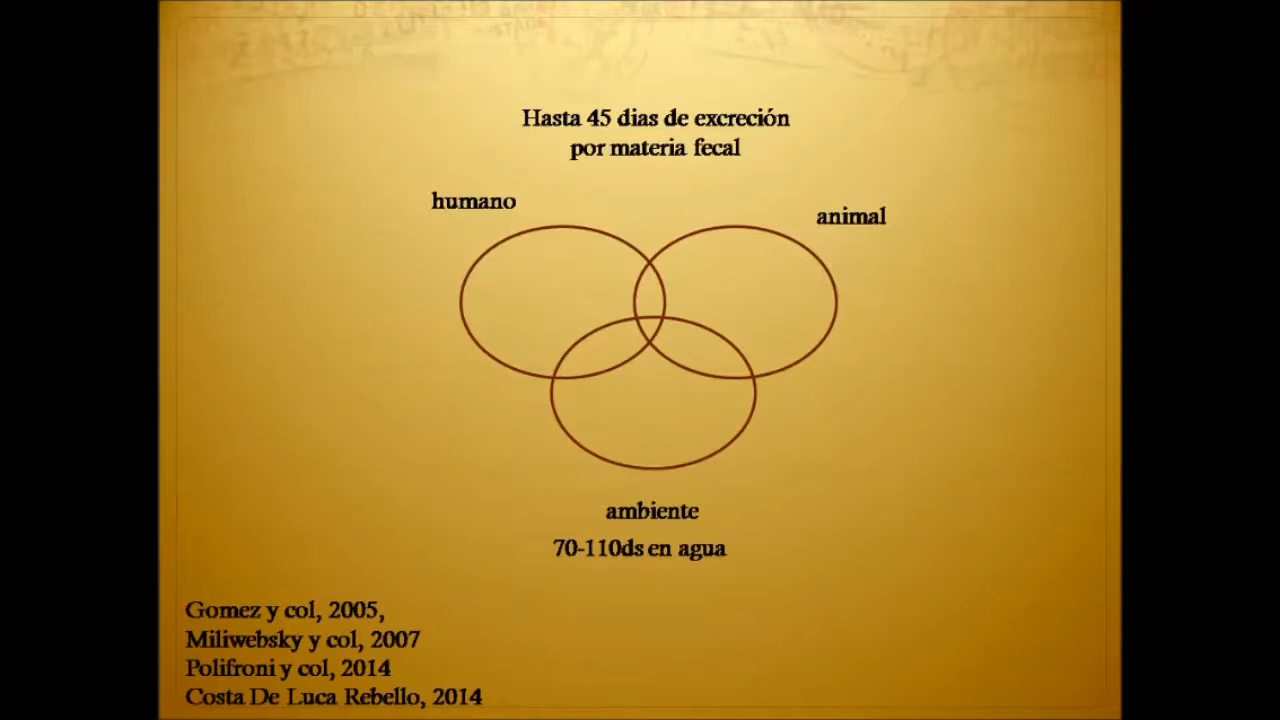 Hasta 45 dias de excreción
por materia fecal
humano
animal
ambiente
70-110ds en agua
Gomez y col, 2005,
Miliwebsky y col, 2007
Polifroni y col, 2014
Costa De Luca Rebello, 2014